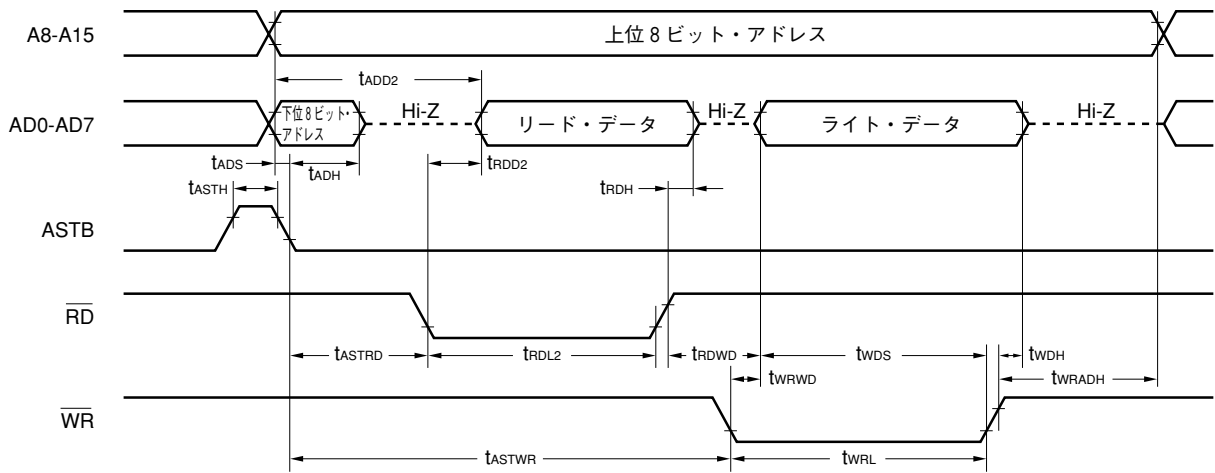 A8-A15
上位8ビット・アドレス
tADD2
AD0-AD7
下位8ビット・
アドレス
Hi-Z
リード・データ
Hi-Z
ライト・データ
Hi-Z
tADS
tADH
tRDD2
tASTH
tRDH
ASTB
RD
tASTRD
tRDL2
tRDWD
tWDS
tWDH
tWRWD
tWRADH
WR
tASTWR
tWRL